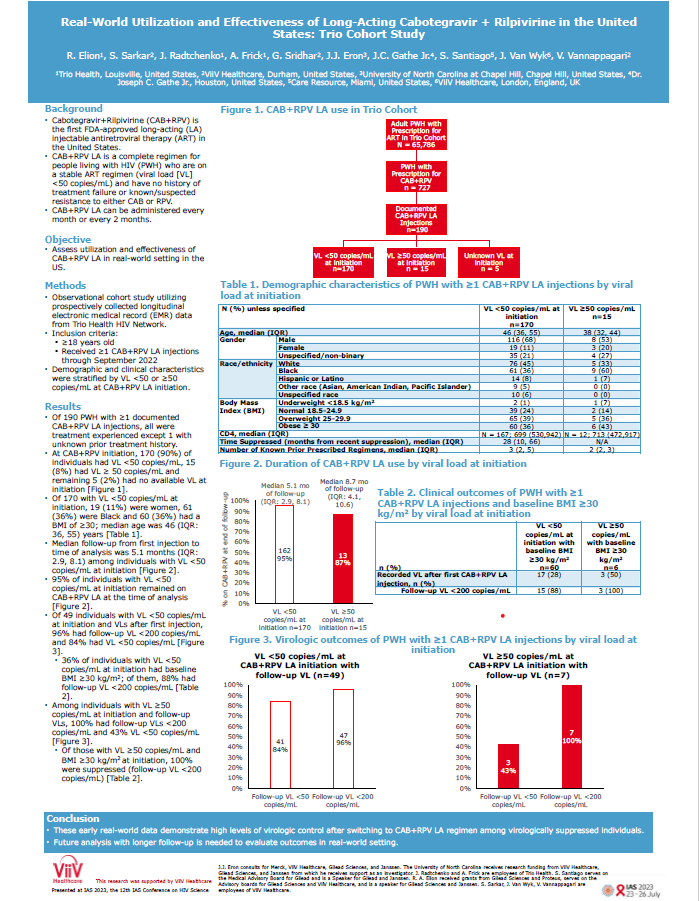 Real-World Utilization and Effectiveness of Long-Acting Cabotegravir + Rilpivirine in the United
States: Trio Cohort Study
R. Elion¹, S. Sarkar², J. Radtchenko¹, A. Frick¹, G. Sridhar², J.J. Eron³, J.C. Gathe Jr.⁴, S. Santiago⁵, J. Van Wyk⁶, V. Vannappagari²
¹Trio Health, Louisville, United States, ²ViiV Healthcare, Durham, United States, ³University of North Carolina at Chapel Hill, Chapel Hill, United States, ⁴Dr.
Joseph C. Gathe Jr., Houston, United States, ⁵Care Resource, Miami, United States, ⁶ViiV Healthcare, London, England, UK
Background
• Cabotegravir+Rilpivirine (CAB+RPV) is
the first FDA-approved long-acting (LA)
injectable antiretroviral therapy (ART) in
the United States.
• CAB+RPV LA is a complete regimen for
people living with HIV (PWH) who are on
a stable ART regimen (viral load [VL]
<50 copies/mL) and have no history of
treatment failure or known/suspected
resistance to either CAB or RPV.
• CAB+RPV LA can be administered every
month or every 2 months.
Objective
• Assess utilization and effectiveness of
CAB+RPV LA in real-world setting in the
US.
Methods
• Observational cohort study utilizing
prospectively collected longitudinal
electronic medical record (EMR) data
from Trio Health HIV Network.
• Inclusion criteria:
• ≥18 years old
• Received ≥1 CAB+RPV LA injections
through September 2022
• Demographic and clinical characteristics
were stratified by VL <50 or ≥50
copies/mL at CAB+RPV LA initiation.
Results
• Of 190 PWH with ≥1 documented
CAB+RPV LA injections, all were
treatment experienced except 1 with
unknown prior treatment history.
• At CAB+RPV initiation, 170 (90%) of
individuals had VL <50 copies/mL, 15
(8%) had VL ≥ 50 copies/mL and
remaining 5 (2%) had no available VL at
initiation [Figure 1].
• Of 170 with VL <50 copies/mL at
initiation, 19 (11%) were women, 61
(36%) were Black and 60 (36%) had a
BMI of ≥30; median age was 46 (IQR:
36, 55) years [Table 1].
• Median follow-up from first injection to
time of analysis was 5.1 months (IQR:
2.9, 8.1) among individuals with VL <50
copies/mL at initiation [Figure 2].
• 95% of individuals with VL <50
copies/mL at initiation remained on
CAB+RPV LA at the time of analysis
[Figure 2].
• Of 49 individuals with VL <50 copies/mL
at initiation and VLs after first injection,
96% had follow-up VL <200 copies/mL
and 84% had VL <50 copies/mL [Figure
3].
• 36% of individuals with VL <50
copies/mL at initiation had baseline
BMI ≥30 kg/m²; of them, 88% had
follow-up VL <200 copies/mL [Table
2].
• Among individuals with VL ≥50
copies/mL at initiation and follow-up
VLs, 100% had follow-up VLs <200
copies/mL and 43% VL <50 copies/mL
[Figure 3].
• Of those with VL ≥50 copies/mL and
BMI ≥30 kg/m² at initiation, 100%
were suppressed (follow-up VL <200
copies/mL) [Table 2].
Figure 1. CAB+RPV LA use in Trio Cohort
Adult PWH with
Prescription for
ART in Trio Cohort
N = 65,786
PWH with
Prescription for
CAB+RPV
n = 727
Documented
CAB+RPV LA
Injections
n=190
VL <50 copies/mL
at initiation
n=170
VL ≥50 copies/mL
at initiation
n = 15
Unknown VL at
initiation
n = 5
Table 1. Demographic characteristics of PWH with ≥1 CAB+RPV LA injections by viral
load at initiation
N (%) unless specified VL <50 copies/mL at initiation n=170 VL ≥50 copies/mL n=15
Age, median (IQR) 46 (36, 55) 38 (32, 44)
Gender Male 116 (68) 8 (53)
Female 19 (11) 3 (20)
Unspecified/non-binary 35 (21) 4 (27)
Race/ethnicity White 76 (45) 5 (33)
Black 61 (36) 9 (60)
Hispanic or Latino 14 (8) 1 (7)
Other race (Asian, American Indian, Pacific Islander) 9 (5) 0 (0)
Unspecified race 10 (6) 0 (0)
Body Mass Index (BMI) Underweight <18.5 kg/m² 2 (1) 1 (7)
Normal 18.5-24.9 39 (24) 2 (14)
Overweight 25-29.9 65 (39) 5 (36)
Obese ≥ 30 60 (36) 6 (43)
CD4, median (IQR) N = 167; 699 (530,942) N = 12; 713 (472,917)
Time Suppressed (months from recent suppression), median (IQR) 28 (10, 66) N/A
Number of Known Prior Prescribed Regimens, median (IQR) 3 (2, 5) 2 (2, 3)
Figure 2. Duration of CAB+RPV LA use by viral load at initiation
% on CAB+RPV at end of follow-up
100%
90%
80%
70%
60%
50%
40%
30%
20%
10%
0%
Median 5.1 mo
of follow-up
(IQR: 2.9, 8.1)
Median 8.7 mo
of follow-up
(IQR: 4.1,
10.6)
162
95%
13
87%
VL <50
copies/mL at
initiation n=170
VL ≥50
copies/mL at
initiation n=15
Table 2. Clinical outcomes of PWH with ≥1
CAB+RPV LA injections and baseline BMI ≥30
kg/m² by viral load at initiation
n (%) VL <50 copies/mL at initiation with baseline BMI ≥30 kg/m² n=60 VL ≥50 copies/mL with baseline BMI ≥30 kg/m² n=6
Recorded VL after first CAB+RPV LA injection, n (%) 17 (28) 3 (50)
Follow-up VL <200 copies/mL 15 (88) 3 (100)
Figure 3. Virologic outcomes of PWH with ≥1 CAB+RPV LA injections by viral load at
initiation
VL <50 copies/mL at
CAB+RPV LA initiation with
follow-up VL (n=49)
100%
90%
80%
70%
60%
50%
40%
30%
20%
10%
0%
41
84%
47
96%
Follow-up VL <50
copies/mL
Follow-up VL <200
copies/mL
VL ≥50 copies/mL at
CAB+RPV LA initiation with
follow-up VL (n=7)
100%
90%
80%
70%
60%
50%
40%
30%
20%
10%
0%
3
43%
7
100%
Follow-up VL <50
copies/mL
Follow-up VL <200
copies/mL
Conclusion
• These early real-world data demonstrate high levels of virologic control after switching to CAB+RPV LA regimen among virologically suppressed individuals.
• Future analysis with longer follow-up is needed to evaluate outcomes in real-world setting.
ViiV
Healthcare
This research was supported by ViiV Healthcare
Presented at IAS 2023, the 12th IAS Conference on HIV Science
J.J. Eron consults for Merck, ViiV Healthcare, Gilead Sciences, and Janssen. The University of North Carolina receives research funding from ViiV Healthcare,
Gilead Sciences, and Janssen from which he receives support as an investigator. J. Radtchenko and A. Frick are employees of Trio Health. S. Santiago serves on
the Medical Advisory Board for Gilead and is a Speaker for Gilead and Janssen. R. A. Elion received grants from Gilead Sciences and Proteus, serves on the
Advisory boards for Gilead Sciences and ViiV Healthcare, and is a speaker for Gilead Sciences and Janssen. S. Sarkar, J. Van Wyk, V. Vannappagari are
employees of ViiV Healthcare.
IAS 2023
23 - 26 July